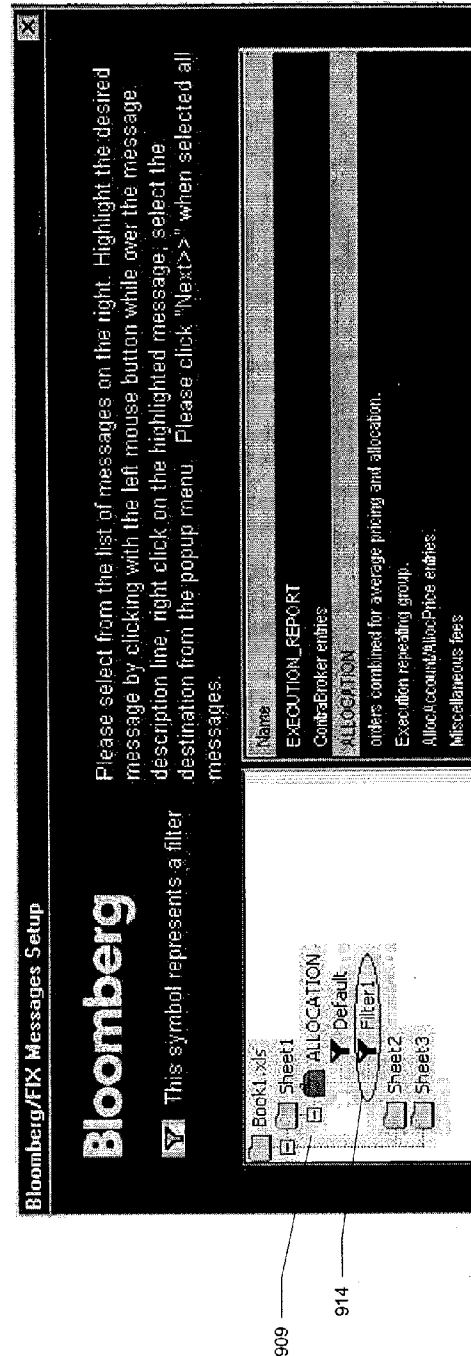 Bloomberg/FIX Messages Setup
Bloomberg
This symbol represents a filter
Please select from the list of messages on the right. Highlight the desired
message by clicking with the left mouse button while over the message
description line, right click on the highlighted message, select the
destination from the popup menu. Please click "Next>>" when selected all
messages.
Book1.xls
Sheet1
ALLOCATION
Default
Filter1
Sheet2
Sheet3
Name
EXECUTION_REPORT
ContraBroker entries
ALLOCATION
orders combined for average pricing and allocation.
Execution repeating group.
AllocAccount/AllocPrice entries.
Miscellaneous fees
909
914